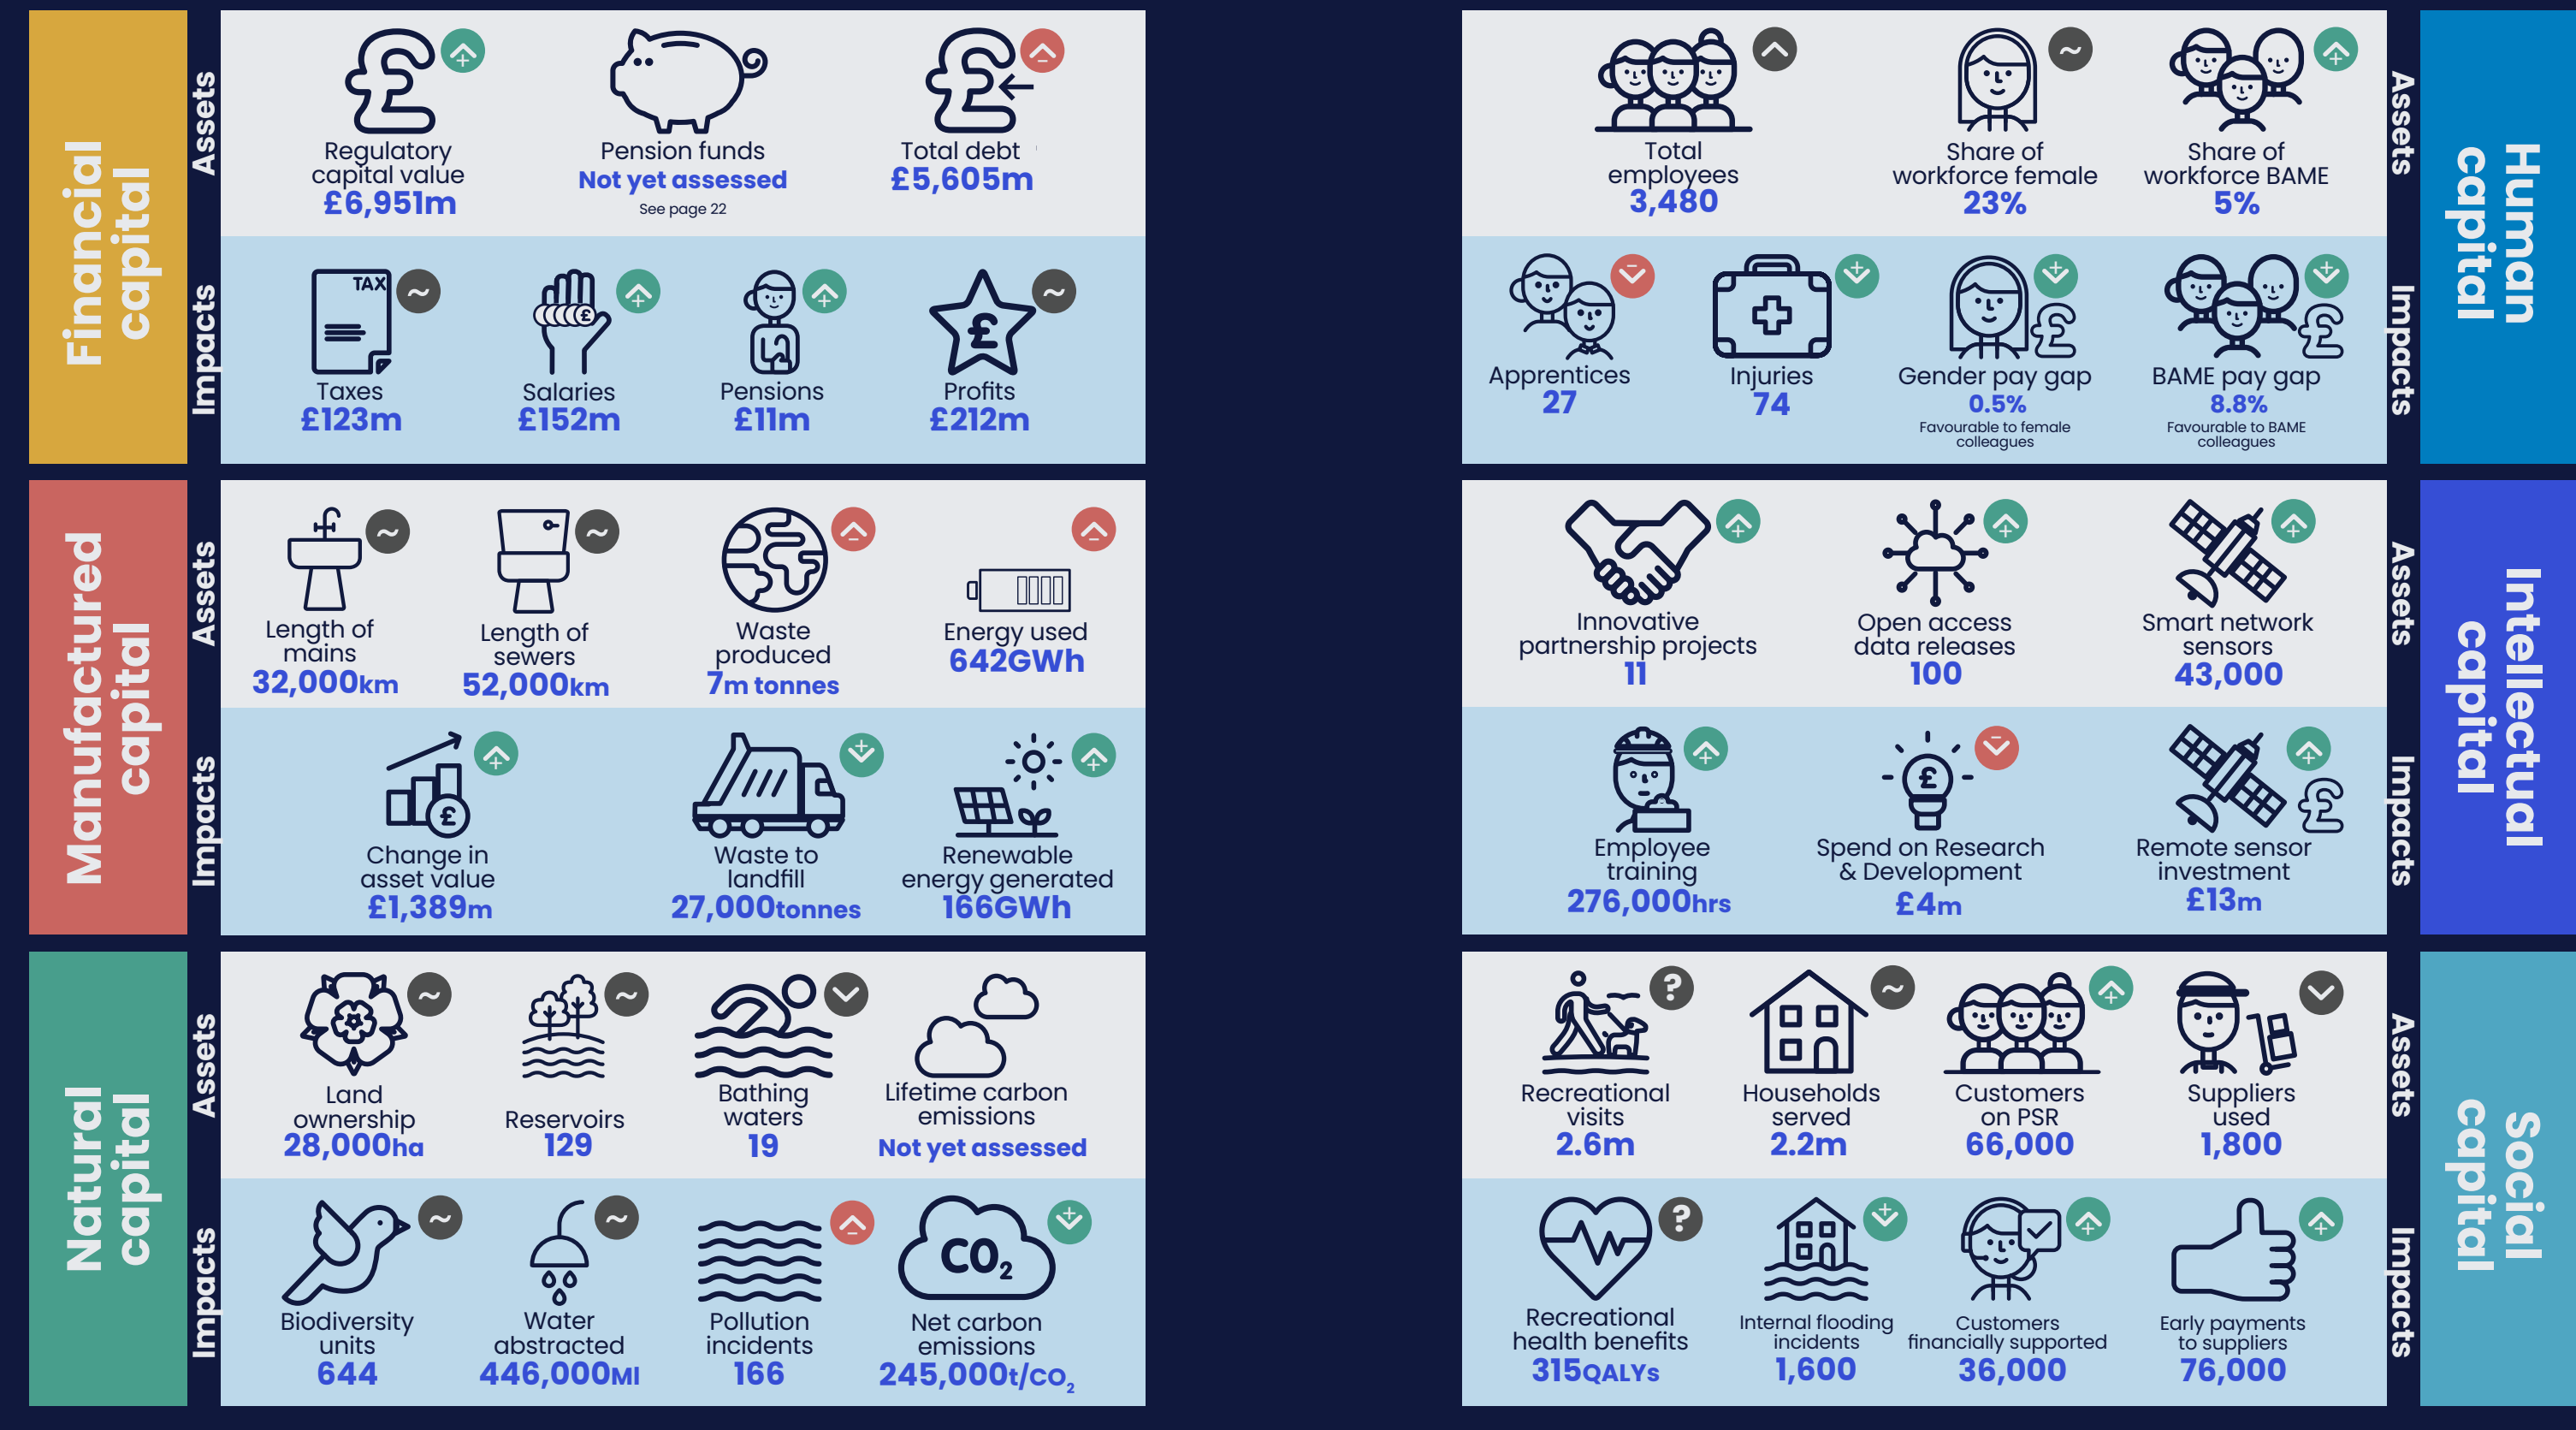 Financial
capital
Assets
£
Regulatory
capital value
£6,951m
Pension funds
Not yet assessed
See page 22
£
Total debt
£5,605m
Impacts
TAX
Taxes
£123m
£
Salaries
£152m
Pensions
£11m
£
Profits
£212m
Human
capital
Assets
Total
employees
3,480
~
Share of
workforce female
23%
Share of
workforce BAME
5%
Impacts
Apprentices
27
Injuries
74
£
Gender pay gap
0.5%
Favourable to female
colleagues
£
BAME pay gap
8.8%
Favourable to BAME
colleagues
Manufactured
capital
Assets
Length of
mains
32,000km
Length of
sewers
52,000km
Waste
produced
7m tonnes
Energy used
642GWh
Impacts
£
Change in
asset value
£1,389m
Waste to
landfill
27,000tonnes
Renewable
energy generated
166GWh
Intellectual
capital
Assets
Innovative
partnership projects
11
Open access
data releases
100
Smart network
sensors
43,000
Impacts
Employee
training
276,000hrs
£
Spend on Research
& Development
£4m
£
Remote sensor
investment
£13m
Natural
capital
Assets
Land
ownership
28,000ha
Reservoirs
129
Bathing
waters
19
Lifetime carbon
emissions
Not yet assessed
Impacts
Biodiversity
units
644
Water
abstracted
446,000Ml
Pollution
incidents
166
CO2
Net carbon
emissions
245,000t/CO2
Social
capital
Assets
?
Recreational
visits
2.6m
Households
served
2.2m
Customers
on PSR
66,000
Suppliers
used
1,800
Impacts
?
Recreational
health benefits
315QALYs
Internal flooding
incidents
1,600
Customers
financially supported
36,000
Early payments
to suppliers
76,000